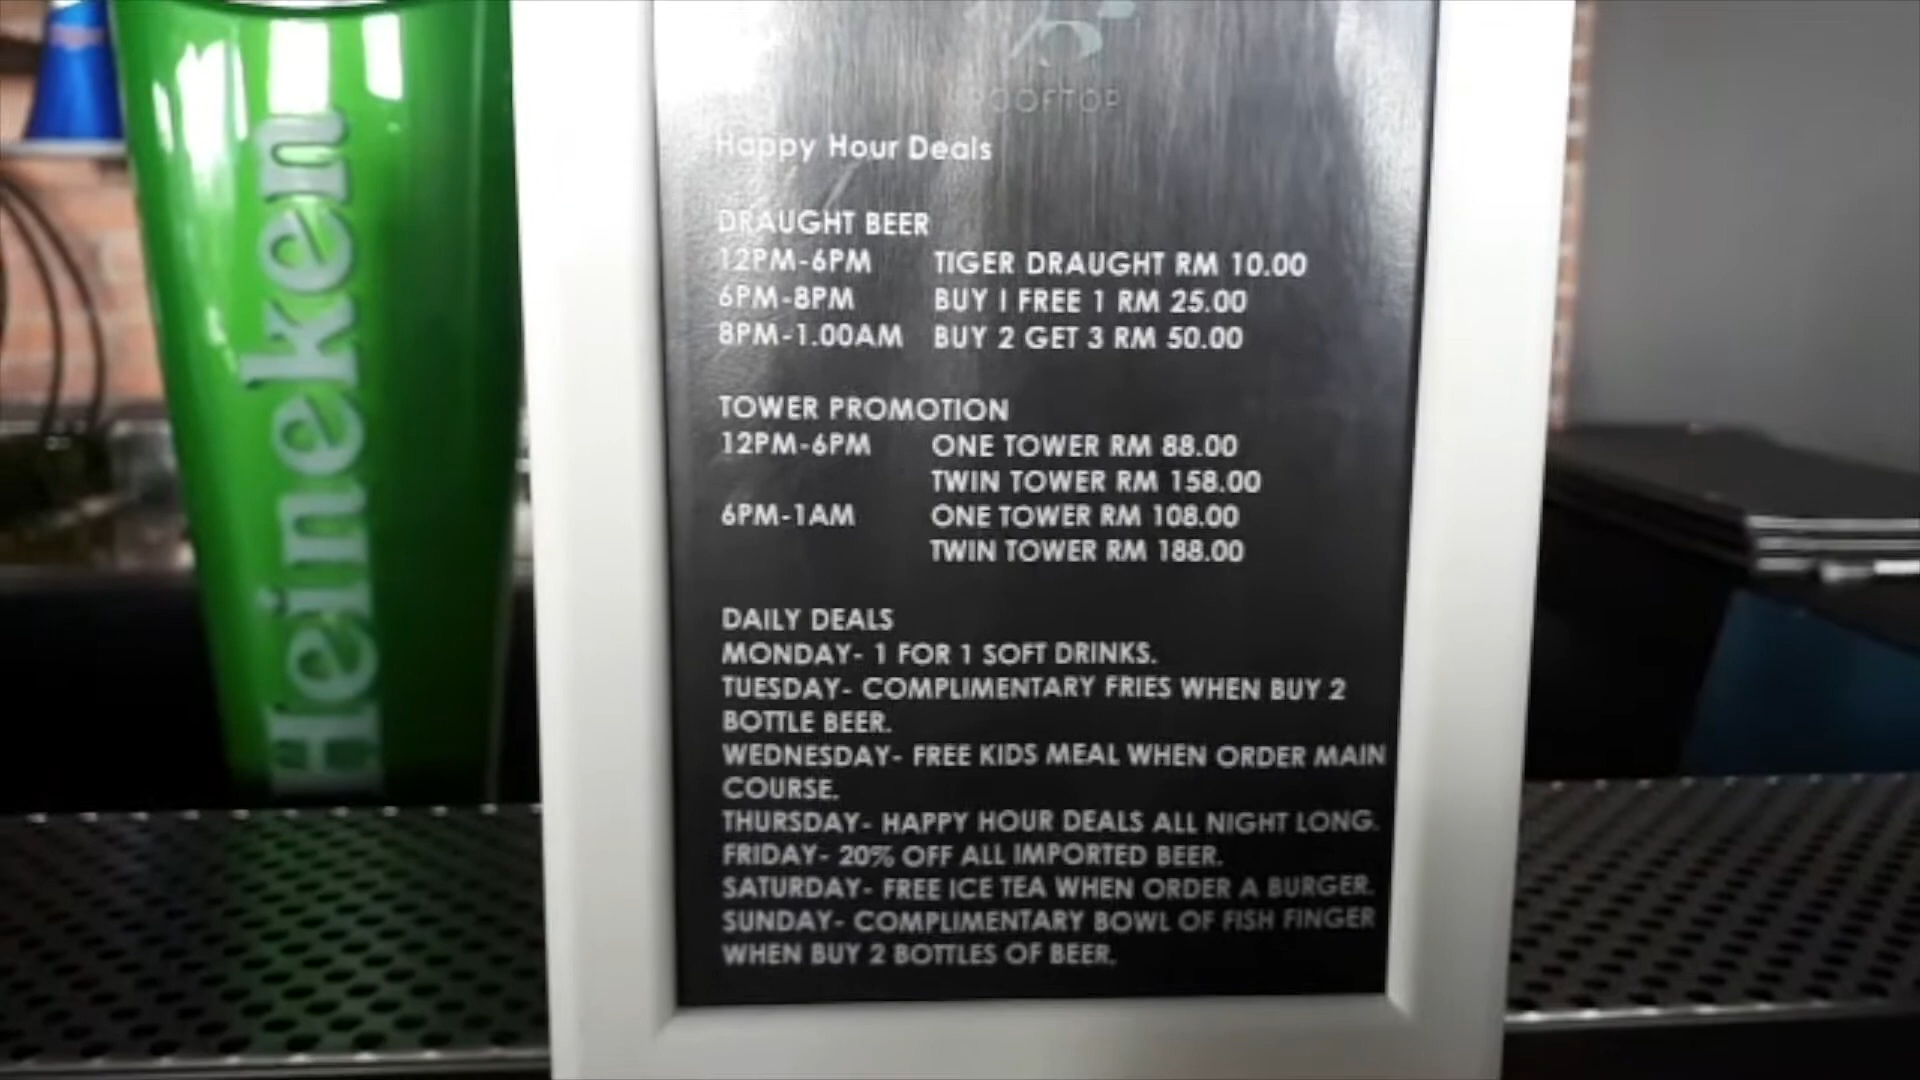 Heineken
ROOFTOP
Happy Hour Deals
DRAUGHT BEER
12PM-6PM TIGER DRAUGHT RM 10.00
6PM-8PM BUY I FREE 1 RM 25.00
8PM-1.00AM BUY 2 GET 3 RM 50.00
TOWER PROMOTION
12PM-6PM ONE TOWER RM 88.00
TWIN TOWER RM 158.00
6PM-1AM ONE TOWER RM 108.00
TWIN TOWER RM 188.00
DAILY DEALS
MONDAY- 1 FOR 1 SOFT DRINKS.
TUESDAY- COMPLIMENTARY FRIES WHEN BUY 2
BOTTLE BEER.
WEDNESDAY- FREE KIDS MEAL WHEN ORDER MAIN
COURSE.
THURSDAY- HAPPY HOUR DEALS ALL NIGHT LONG.
FRIDAY- 20% OFF ALL IMPORTED BEER.
SATURDAY- FREE ICE TEA WHEN ORDER A BURGER.
SUNDAY- COMPLIMENTARY BOWL OF FISH FINGER
WHEN BUY 2 BOTTLES OF BEER.